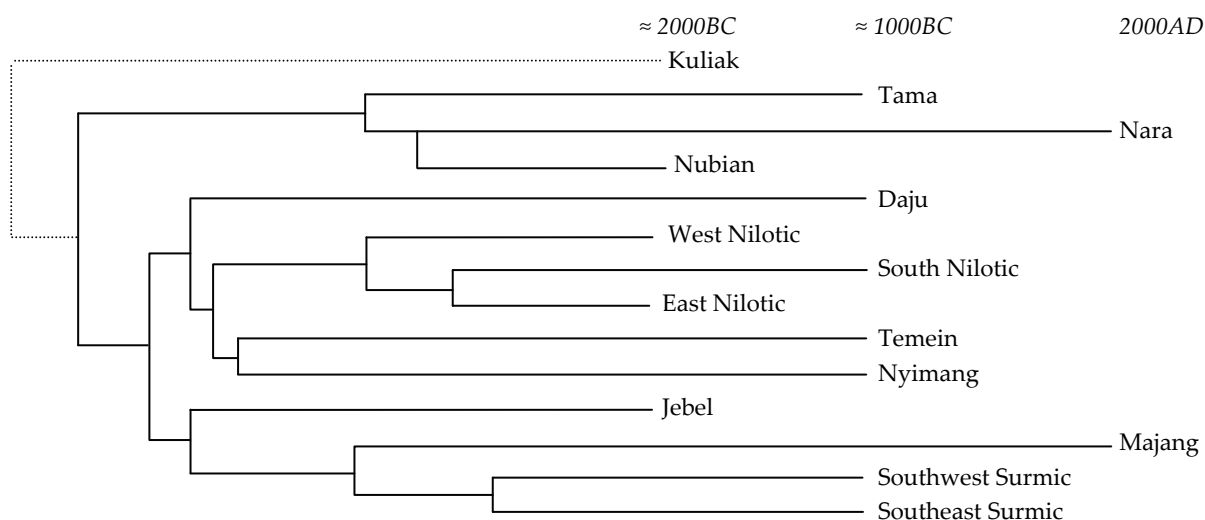 ≈ 2000BC ≈ 1000BC 2000AD
Kuliak
Tama
Nara
Nubian
Daju
West Nilotic
South Nilotic
East Nilotic
Temein
Nyimang
Jebel
Majang
Southwest Surmic
Southeast Surmic